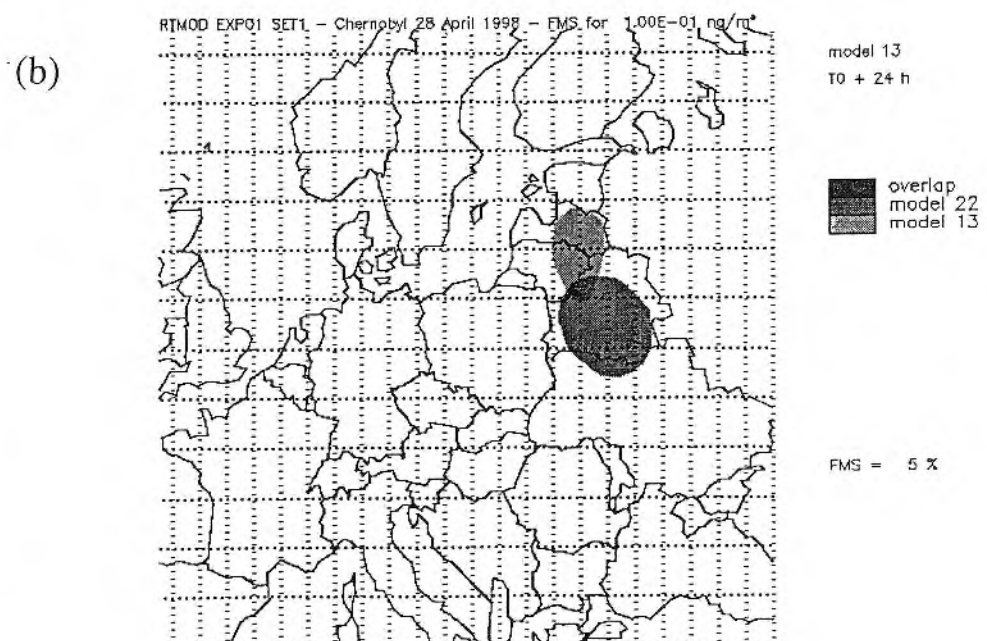 RTMOD EXPO1 SET1 - Chernobyl 28 April 1998 - FMS for 1.00E-01 ng/m³
(b)
model 13
T0 + 24 h
overlap
model 22
model 13
FMS = 5 %